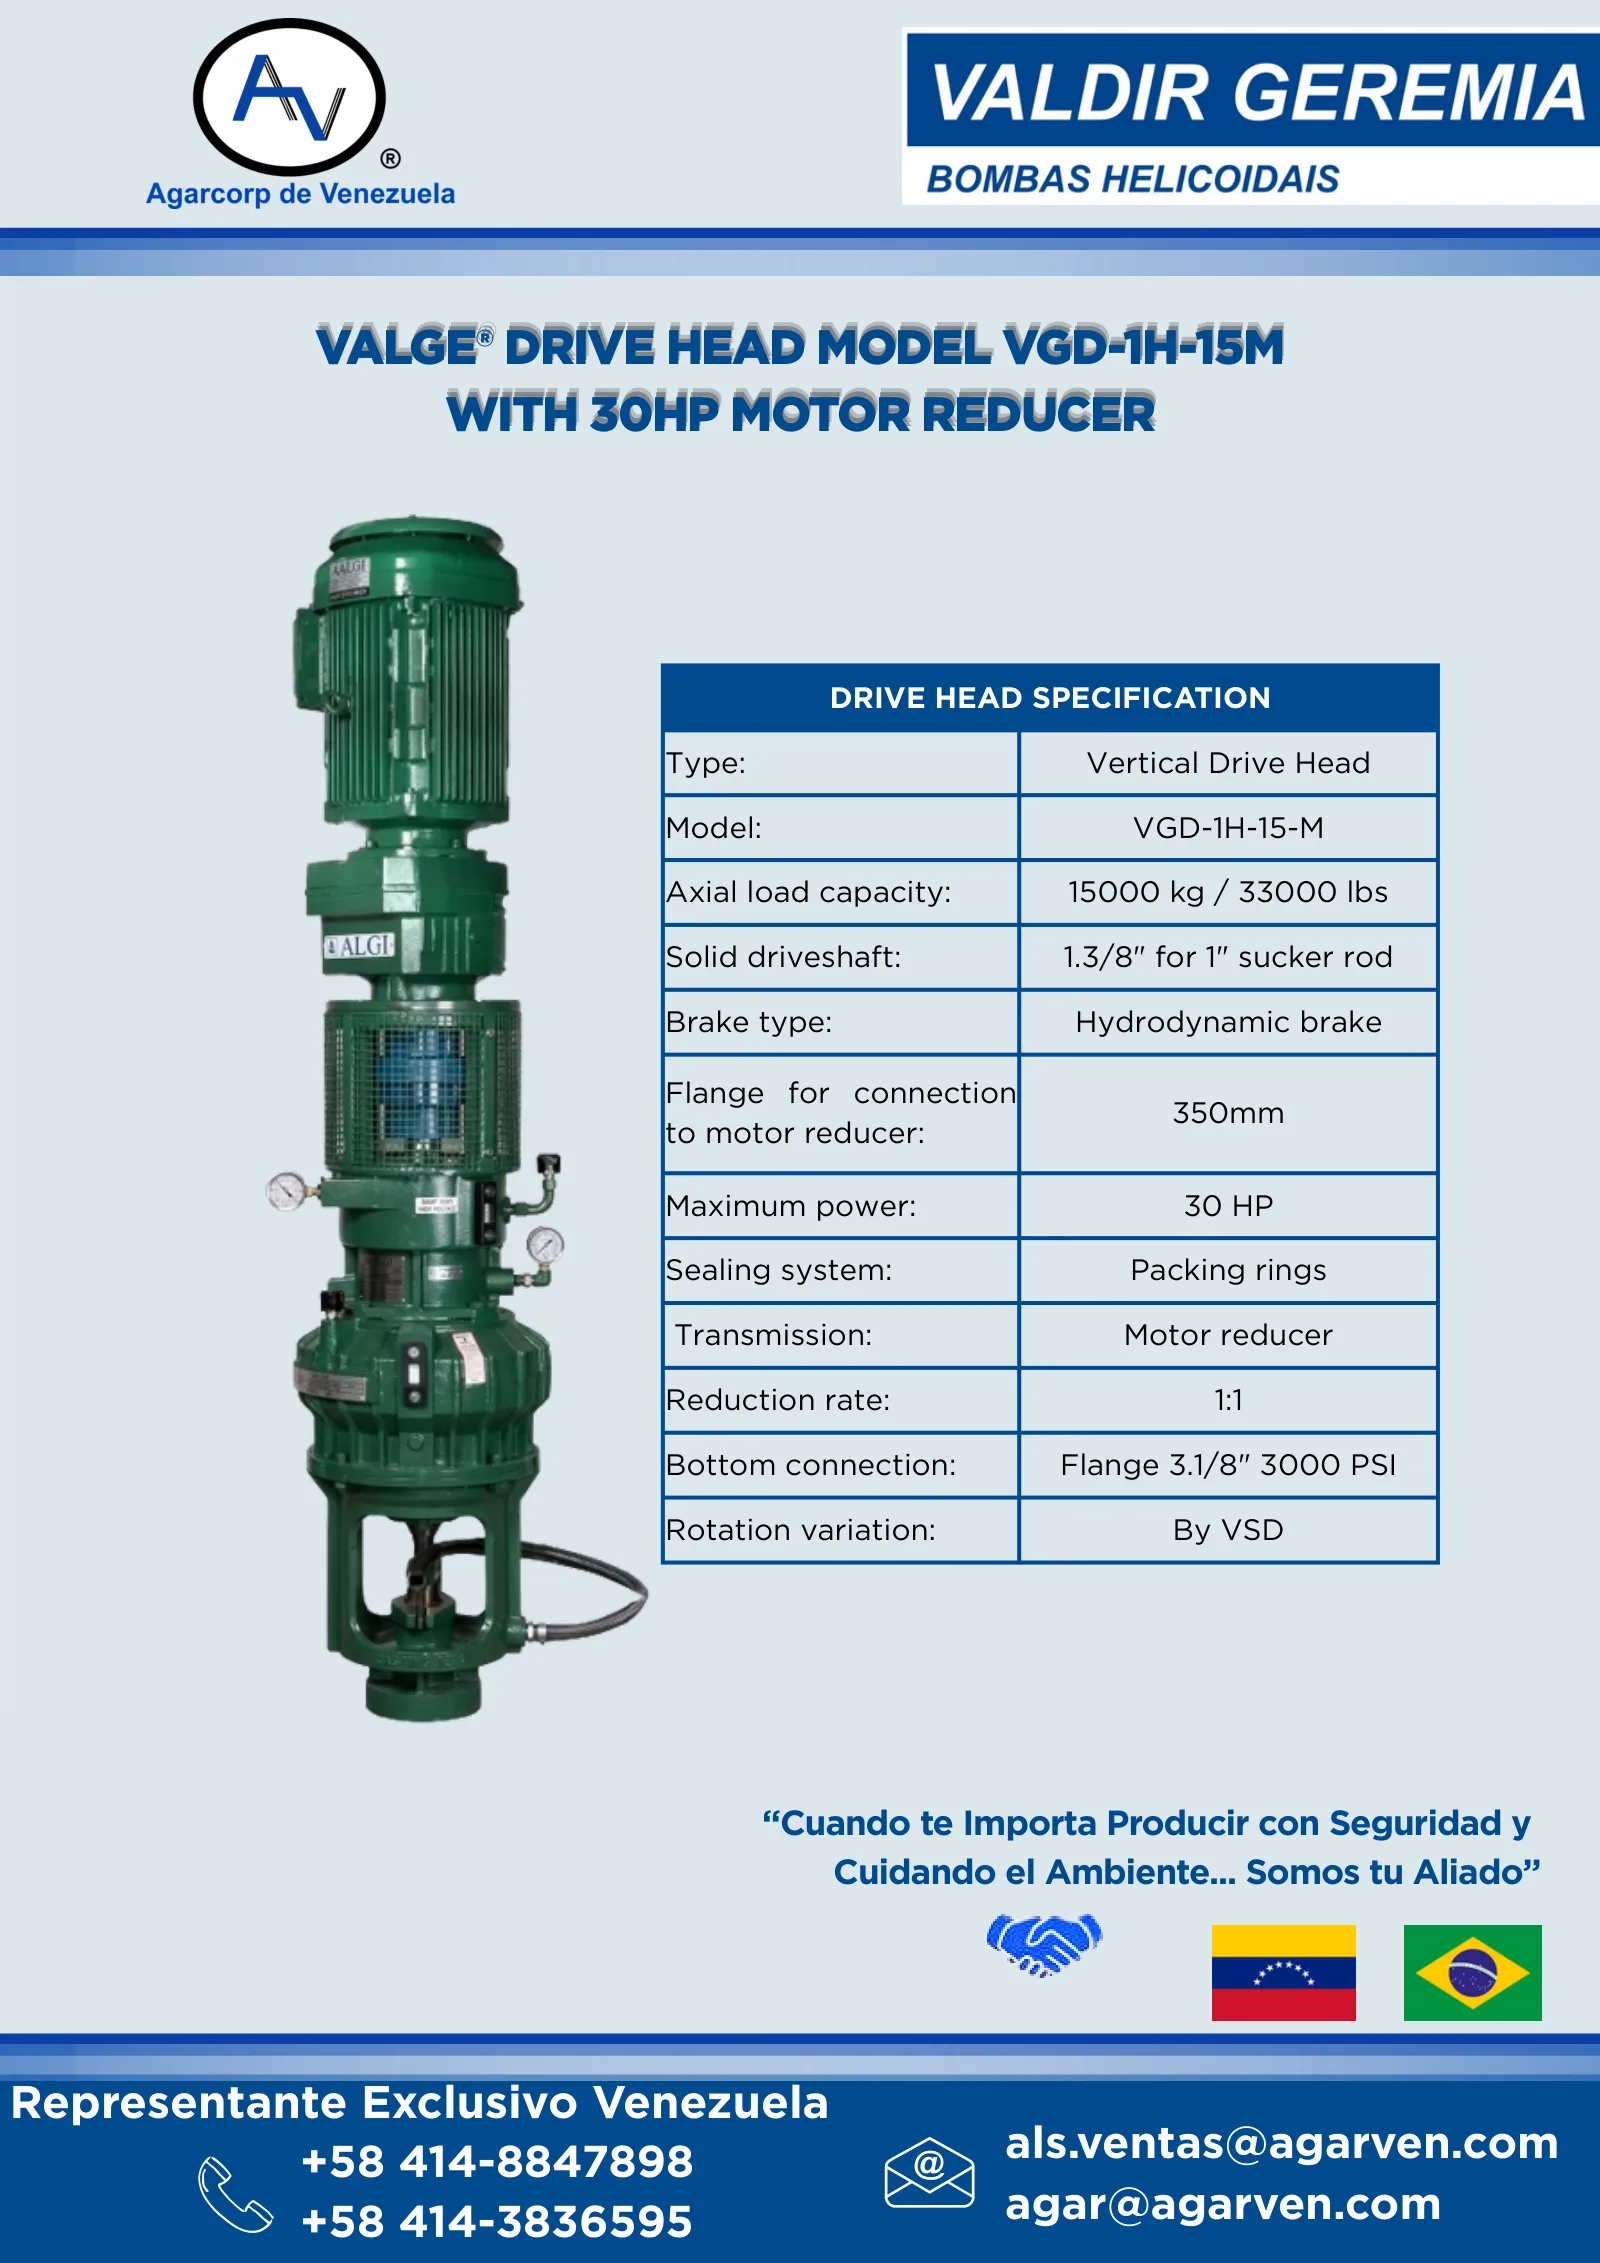 AV
®
Agarcorp de Venezuela
VALDIR GEREMIA
BOMBAS HELICOIDAIS
VALGE® DRIVE HEAD MODEL VGD-1H-15M
WITH 30HP MOTOR REDUCER
ALGI
DRIVE HEAD SPECIFICATION
Type: Vertical Drive Head
Model: VGD-1H-15-M
Axial load capacity: 15000 kg / 33000 lbs
Solid driveshaft: 1.3/8" for 1" sucker rod
Brake type: Hydrodynamic brake
Flange for connection
to motor reducer: 350mm
Maximum power: 30 HP
Sealing system: Packing rings
Transmission: Motor reducer
Reduction rate: 1:1
Bottom connection: Flange 3.1/8" 3000 PSI
Rotation variation: By VSD
“Cuando te Importa Producir con Seguridad y
Cuidando el Ambiente... Somos tu Aliado”
Representante Exclusivo Venezuela
+58 414-8847898
+58 414-3836595
@
als.ventas@agarven.com
agar@agarven.com